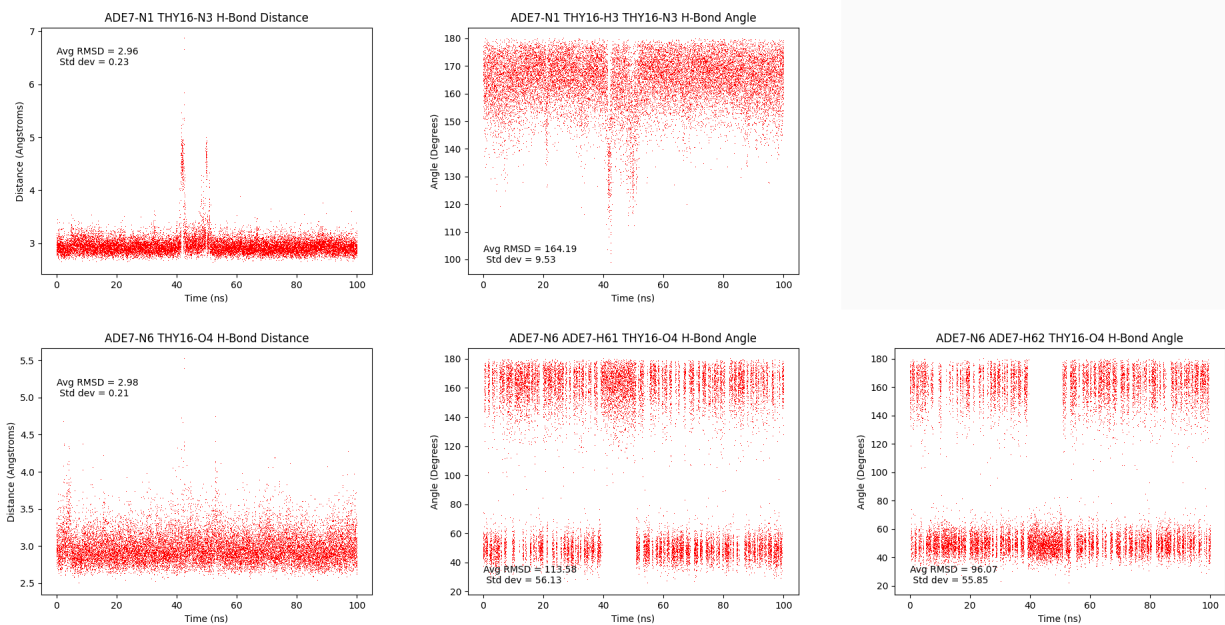 ADE7-N1 THY16-N3 H-Bond Distance
7
Avg RMSD = 2.96
Std dev = 0.23
6
5
4
3
Distance (Angstroms)
0 20 40 60 80 100
Time (ns)
ADE7-N1 THY16-H3 THY16-N3 H-Bond Angle
180
170
160
150
140
130
120
110
100
Angle (Degrees)
Avg RMSD = 164.19
Std dev = 9.53
0 20 40 60 80 100
Time (ns)
ADE7-N6 THY16-O4 H-Bond Distance
5.5
Avg RMSD = 2.98
Std dev = 0.21
5.0
4.5
4.0
3.5
3.0
2.5
Distance (Angstroms)
0 20 40 60 80 100
Time (ns)
ADE7-N6 ADE7-H61 THY16-O4 H-Bond Angle
180
160
140
120
100
80
60
40
20
Angle (Degrees)
Avg RMSD = 113.58
Std dev = 56.13
0 20 40 60 80 100
Time (ns)
ADE7-N6 ADE7-H62 THY16-O4 H-Bond Angle
180
160
140
120
100
80
60
40
20
Angle (Degrees)
Avg RMSD = 96.07
Std dev = 55.85
0 20 40 60 80 100
Time (ns)